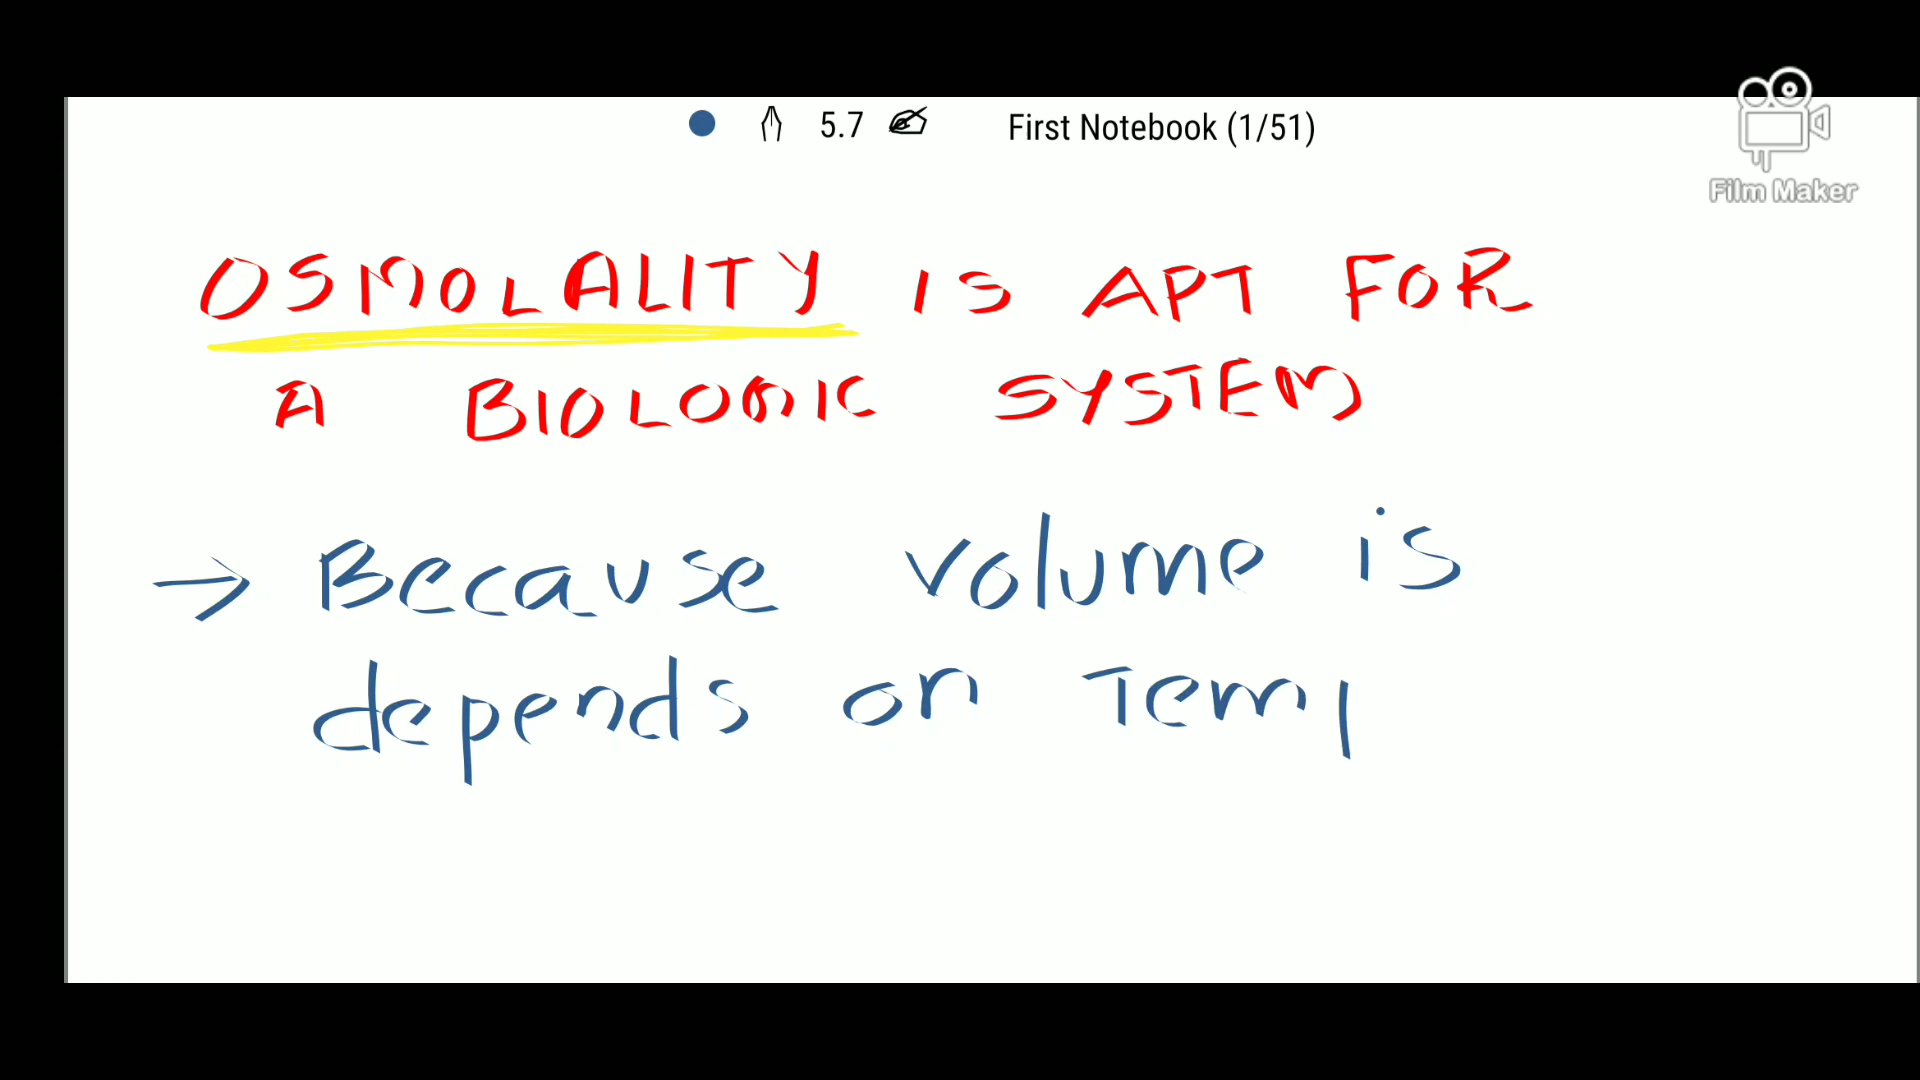 5.7 First Notebook (1/51)
Film Maker
OSMOLALITY IS APT FOR
A BIOLOGIC SYSTEM
→ Because volume is
depends on Temp